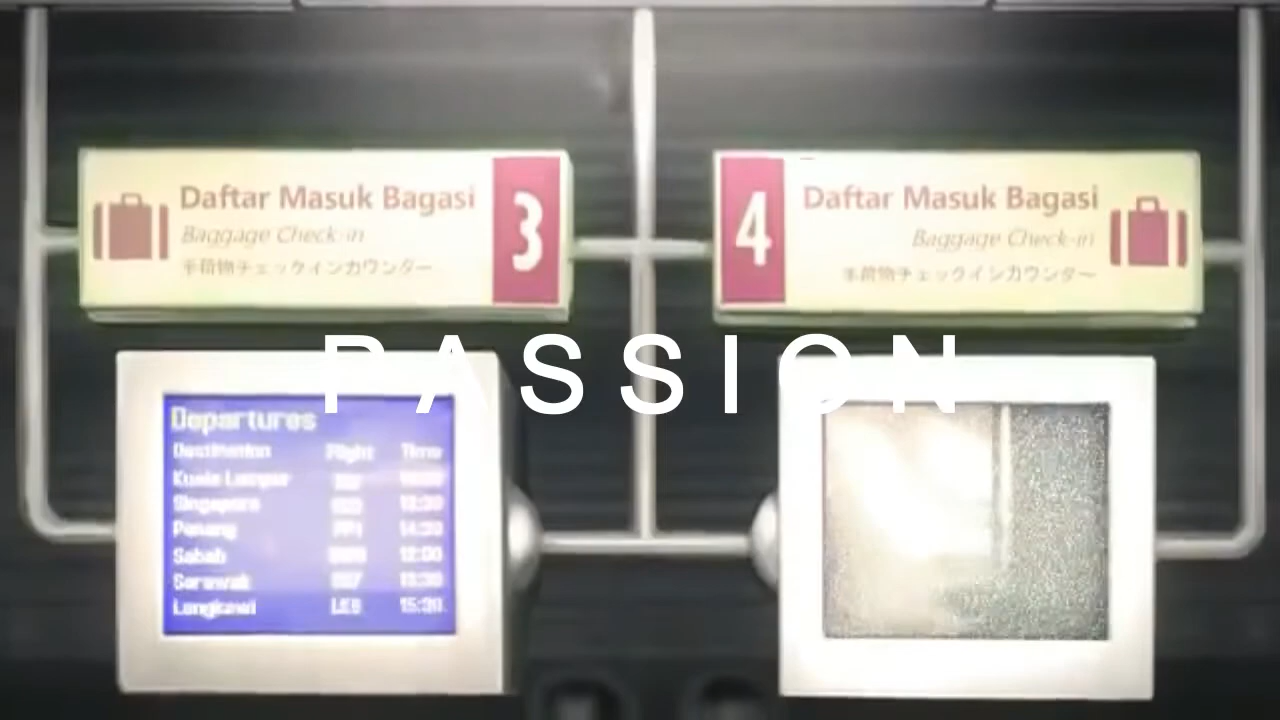 Daftar Masuk Bagasi
Baggage Check-in
手荷物チェックインカウンター
3
4
Daftar Masuk Bagasi
Baggage Check-in
手荷物チェックインカウンター
PASSION
Departures
Destination Flight Time
Kuala Lumpur
Singapore
Penang 14:30
Sabah 12:00
Sarawak
Langkawi 15:30